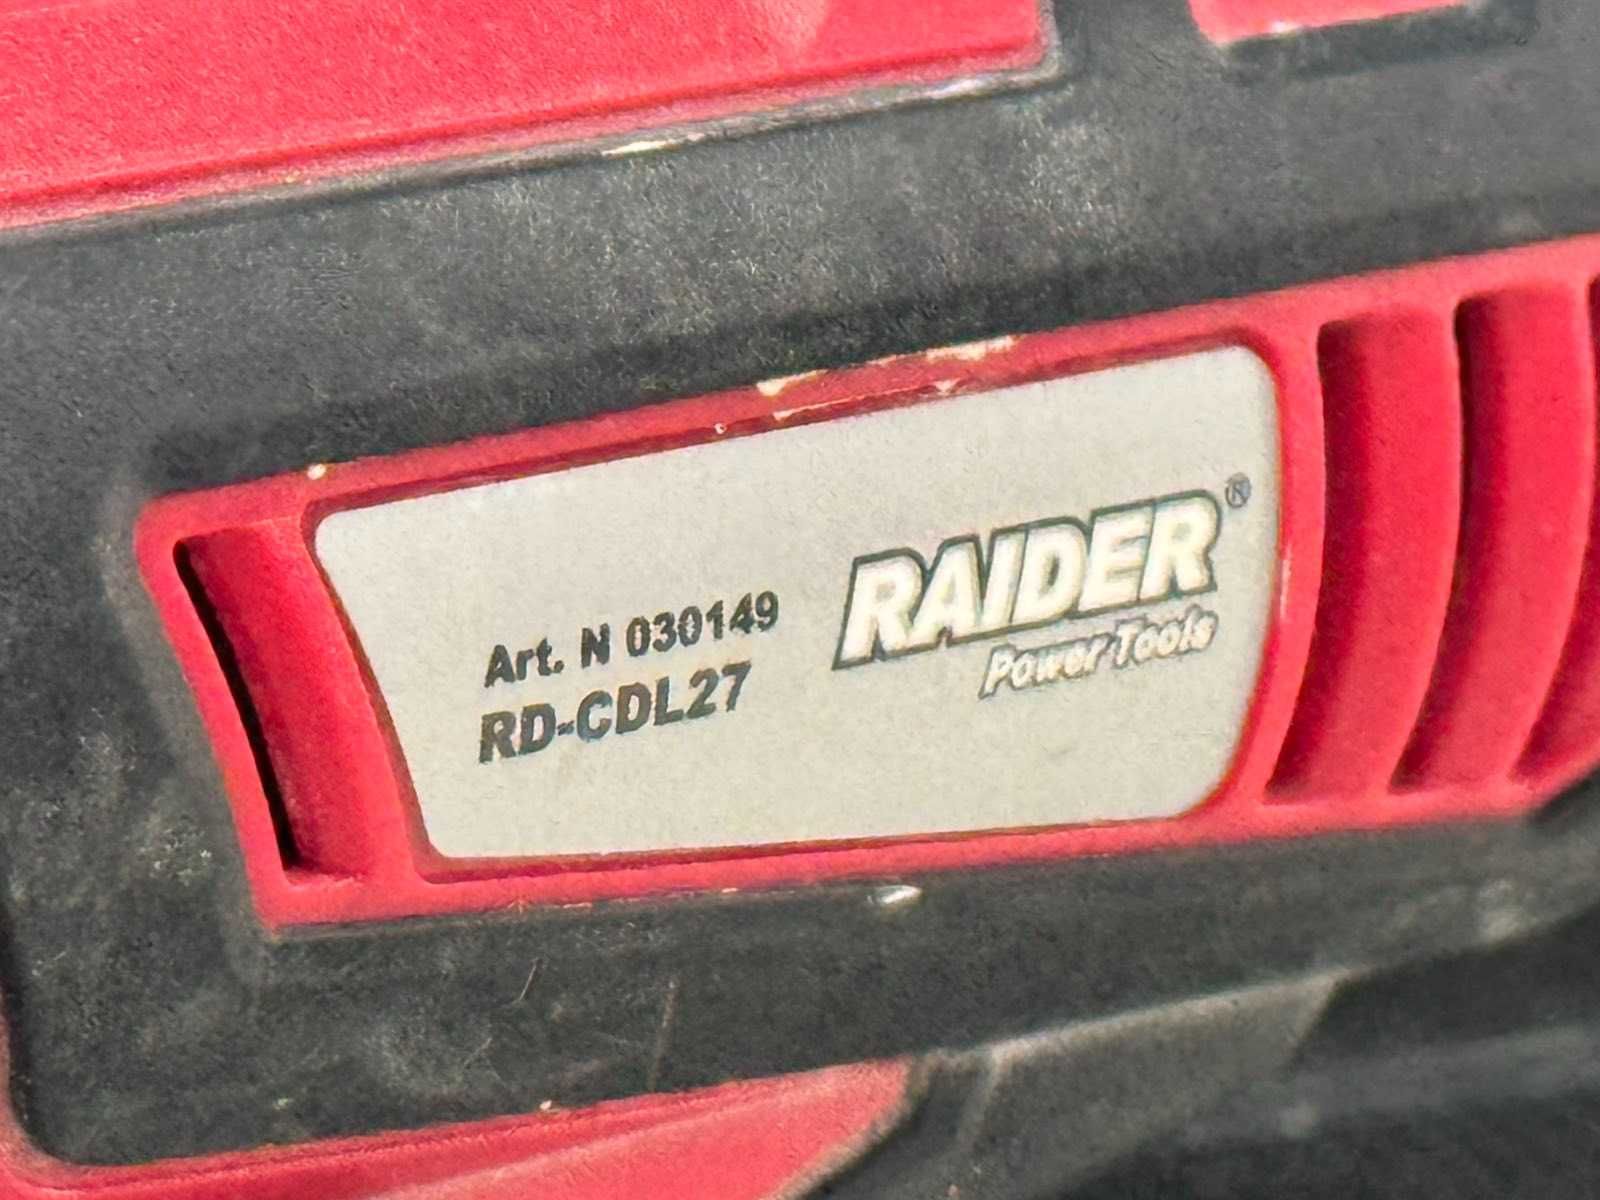 Art. N 030149
RD-CDL27
RAIDER®
Power Tools